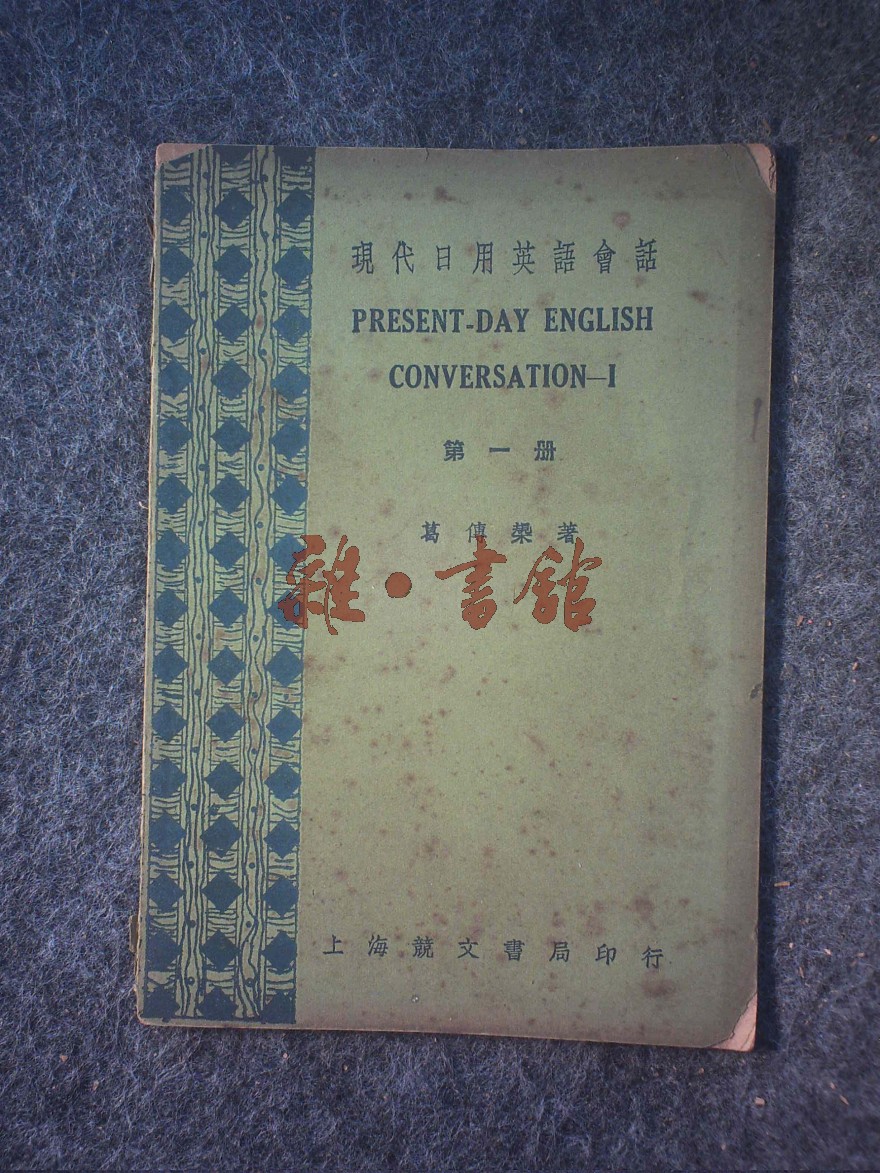 現代日用英語會話
PRESENT-DAY ENGLISH
CONVERSATION—I
第一册
葛傳槼著
雜·書舘
上海競文書局印行